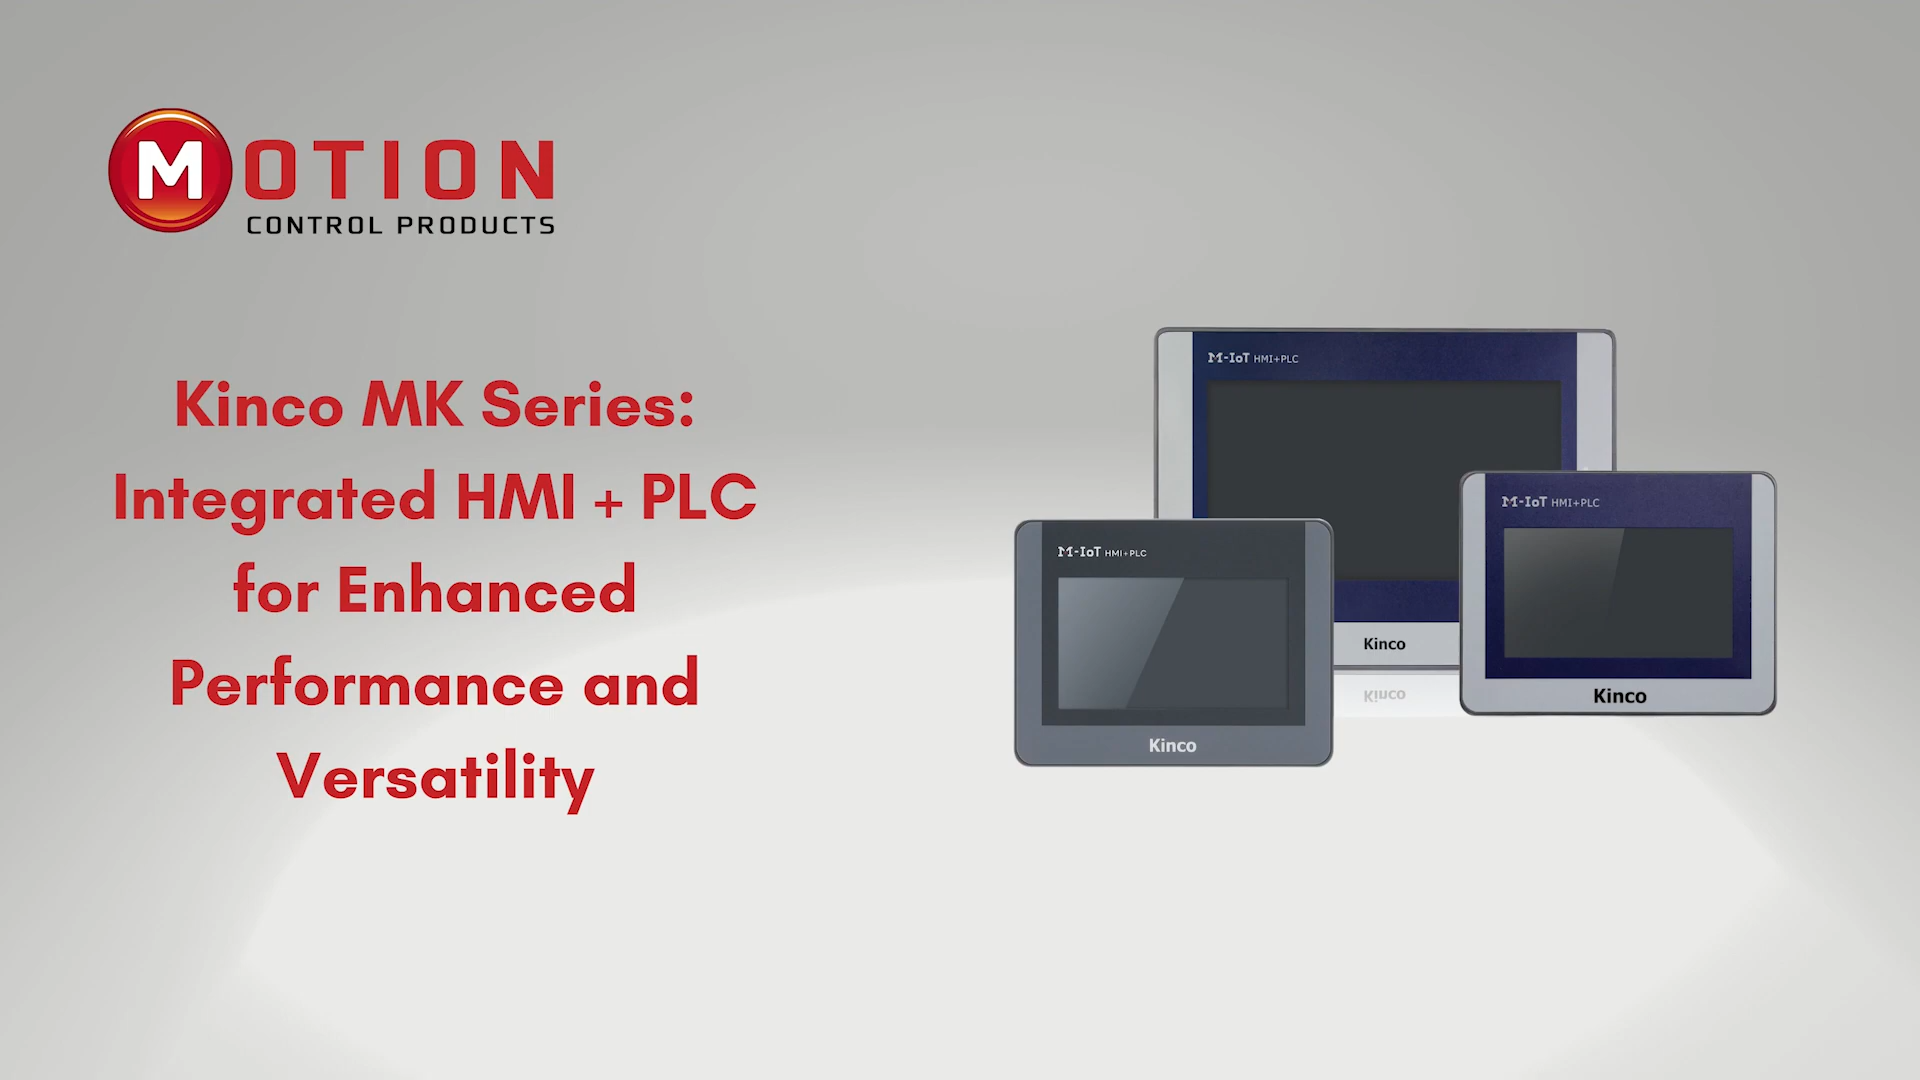 MOTION
CONTROL PRODUCTS
Kinco MK Series:
Integrated HMI + PLC
for Enhanced
Performance and
Versatility
M-IoT HMI+PLC
Kinco
Kinco
M-IoT HMI+PLC
Kinco
M-IoT HMI+PLC
Kinco